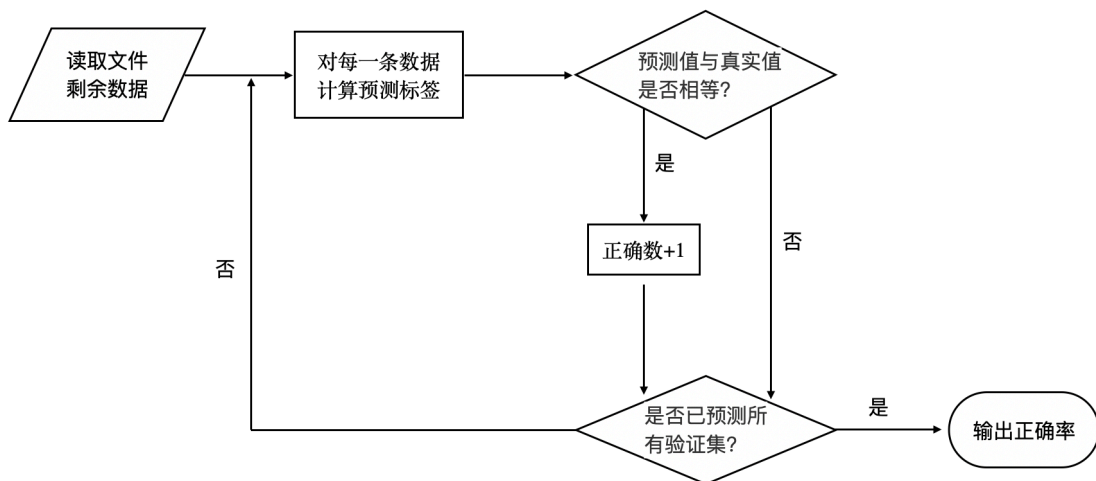 读取文件
剩余数据
对每一条数据
计算预测标签
预测值与真实值
是否相等？
是
正确数+1
否
否
是否已预测所
有验证集？
是
输出正确率